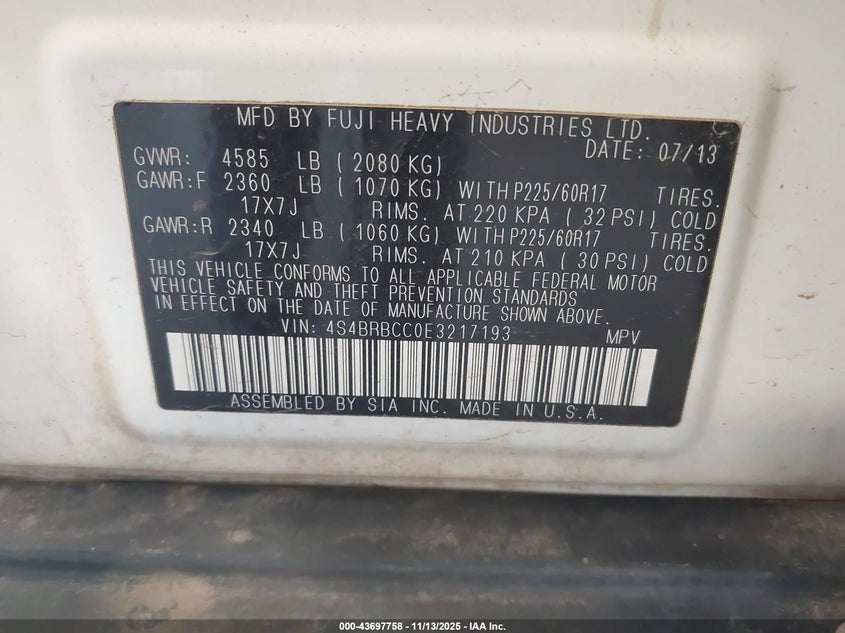 MFD BY FUJI HEAVY INDUSTRIES LTD.
DATE: 07/13
GVWR: 4585 LB (2080 KG)
GAWR:F 2360 LB (1070 KG) WITH P225/60R17 TIRES.
17X7J RIMS. AT 220 KPA (32 PSI) COLD
GAWR:R 2340 LB (1060 KG) WITH P225/60R17 TIRES.
17X7J RIMS. AT 210 KPA (30 PSI) COLD
THIS VEHICLE CONFORMS TO ALL APPLICABLE FEDERAL MOTOR
VEHICLE SAFETY AND THEFT PREVENTION STANDARDS
IN EFFECT ON THE DATE OF MANUFACTURE SHOWN ABOVE.
VIN: 4S4BRBCC0E3217193 MPV
ASSEMBLED BY SIA INC. MADE IN U.S.A.
000-43697758 - 11/13/2025 - IAA Inc.